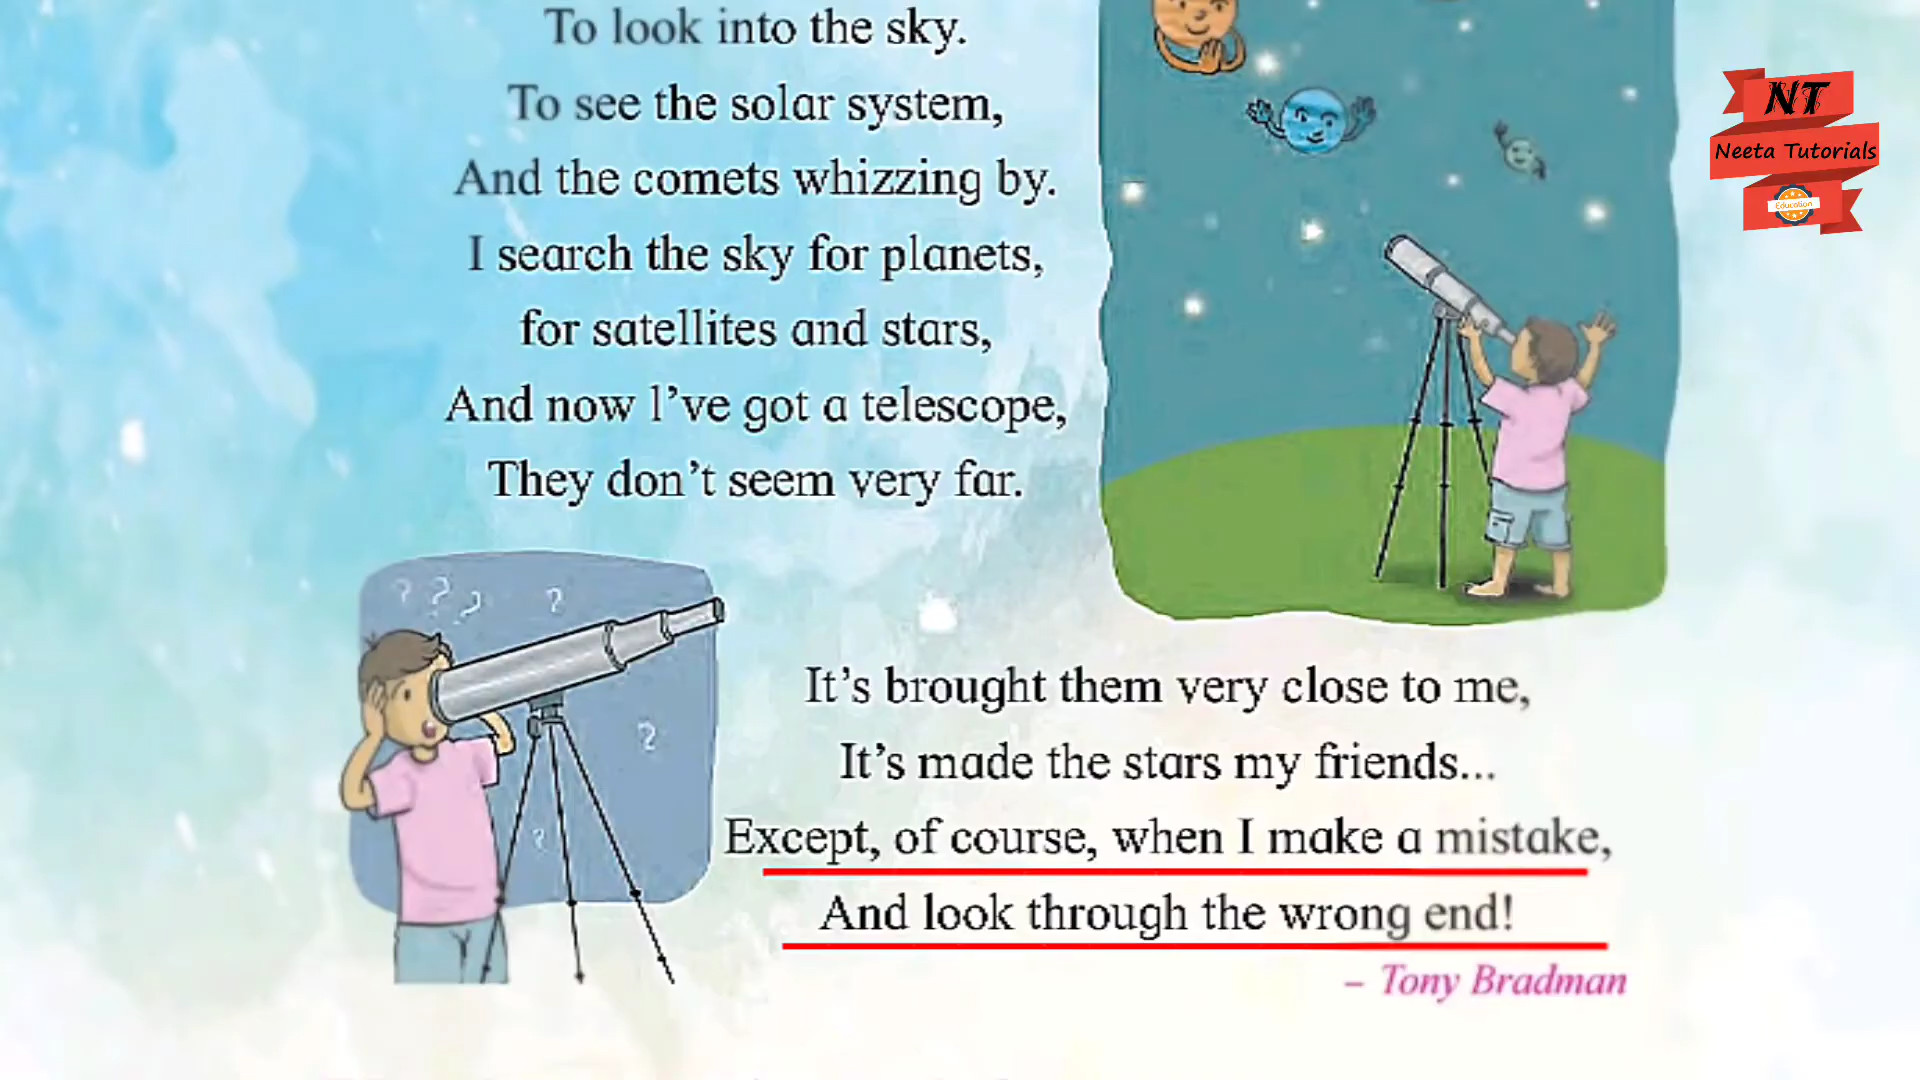 To look into the sky.
To see the solar system,
And the comets whizzing by.
I search the sky for planets,
for satellites and stars,
And now l've got a telescope,
They don't seem very far.
It's brought them very close to me,
It's made the stars my friends...
Except, of course, when I make a mistake,
And look through the wrong end!
– Tony Bradman
NT
Neeta Tutorials
Education
? ? ? ?
?
?